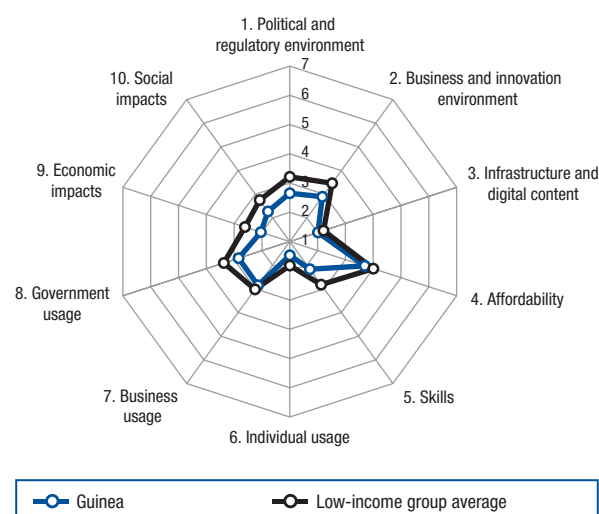 1. Political and
regulatory environment
7
10. Social
impacts
2. Business and innovation
environment
6
5
4
9. Economic
impacts
3. Infrastructure and
digital content
3
2
1
8. Government
usage
4. Affordability
7. Business
usage
5. Skills
6. Individual usage
Guinea
Low-income group average